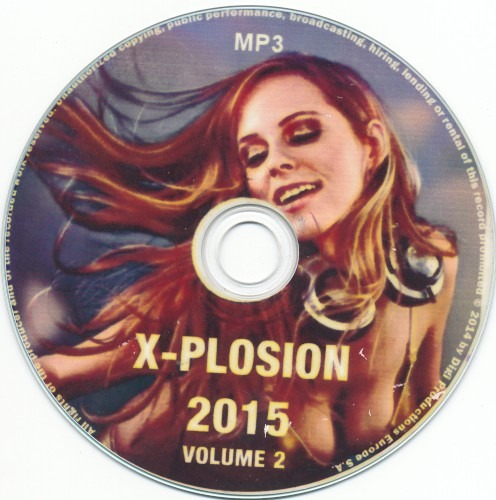 MP3
X-PLOSION
2015
VOLUME 2
All rights of the producer and of the recorded work reserved. Unauthorized copying, public performance, broadcasting, hiring, lending or rental of this record prohibited © 2014 by Digi Productions Europe S.A.